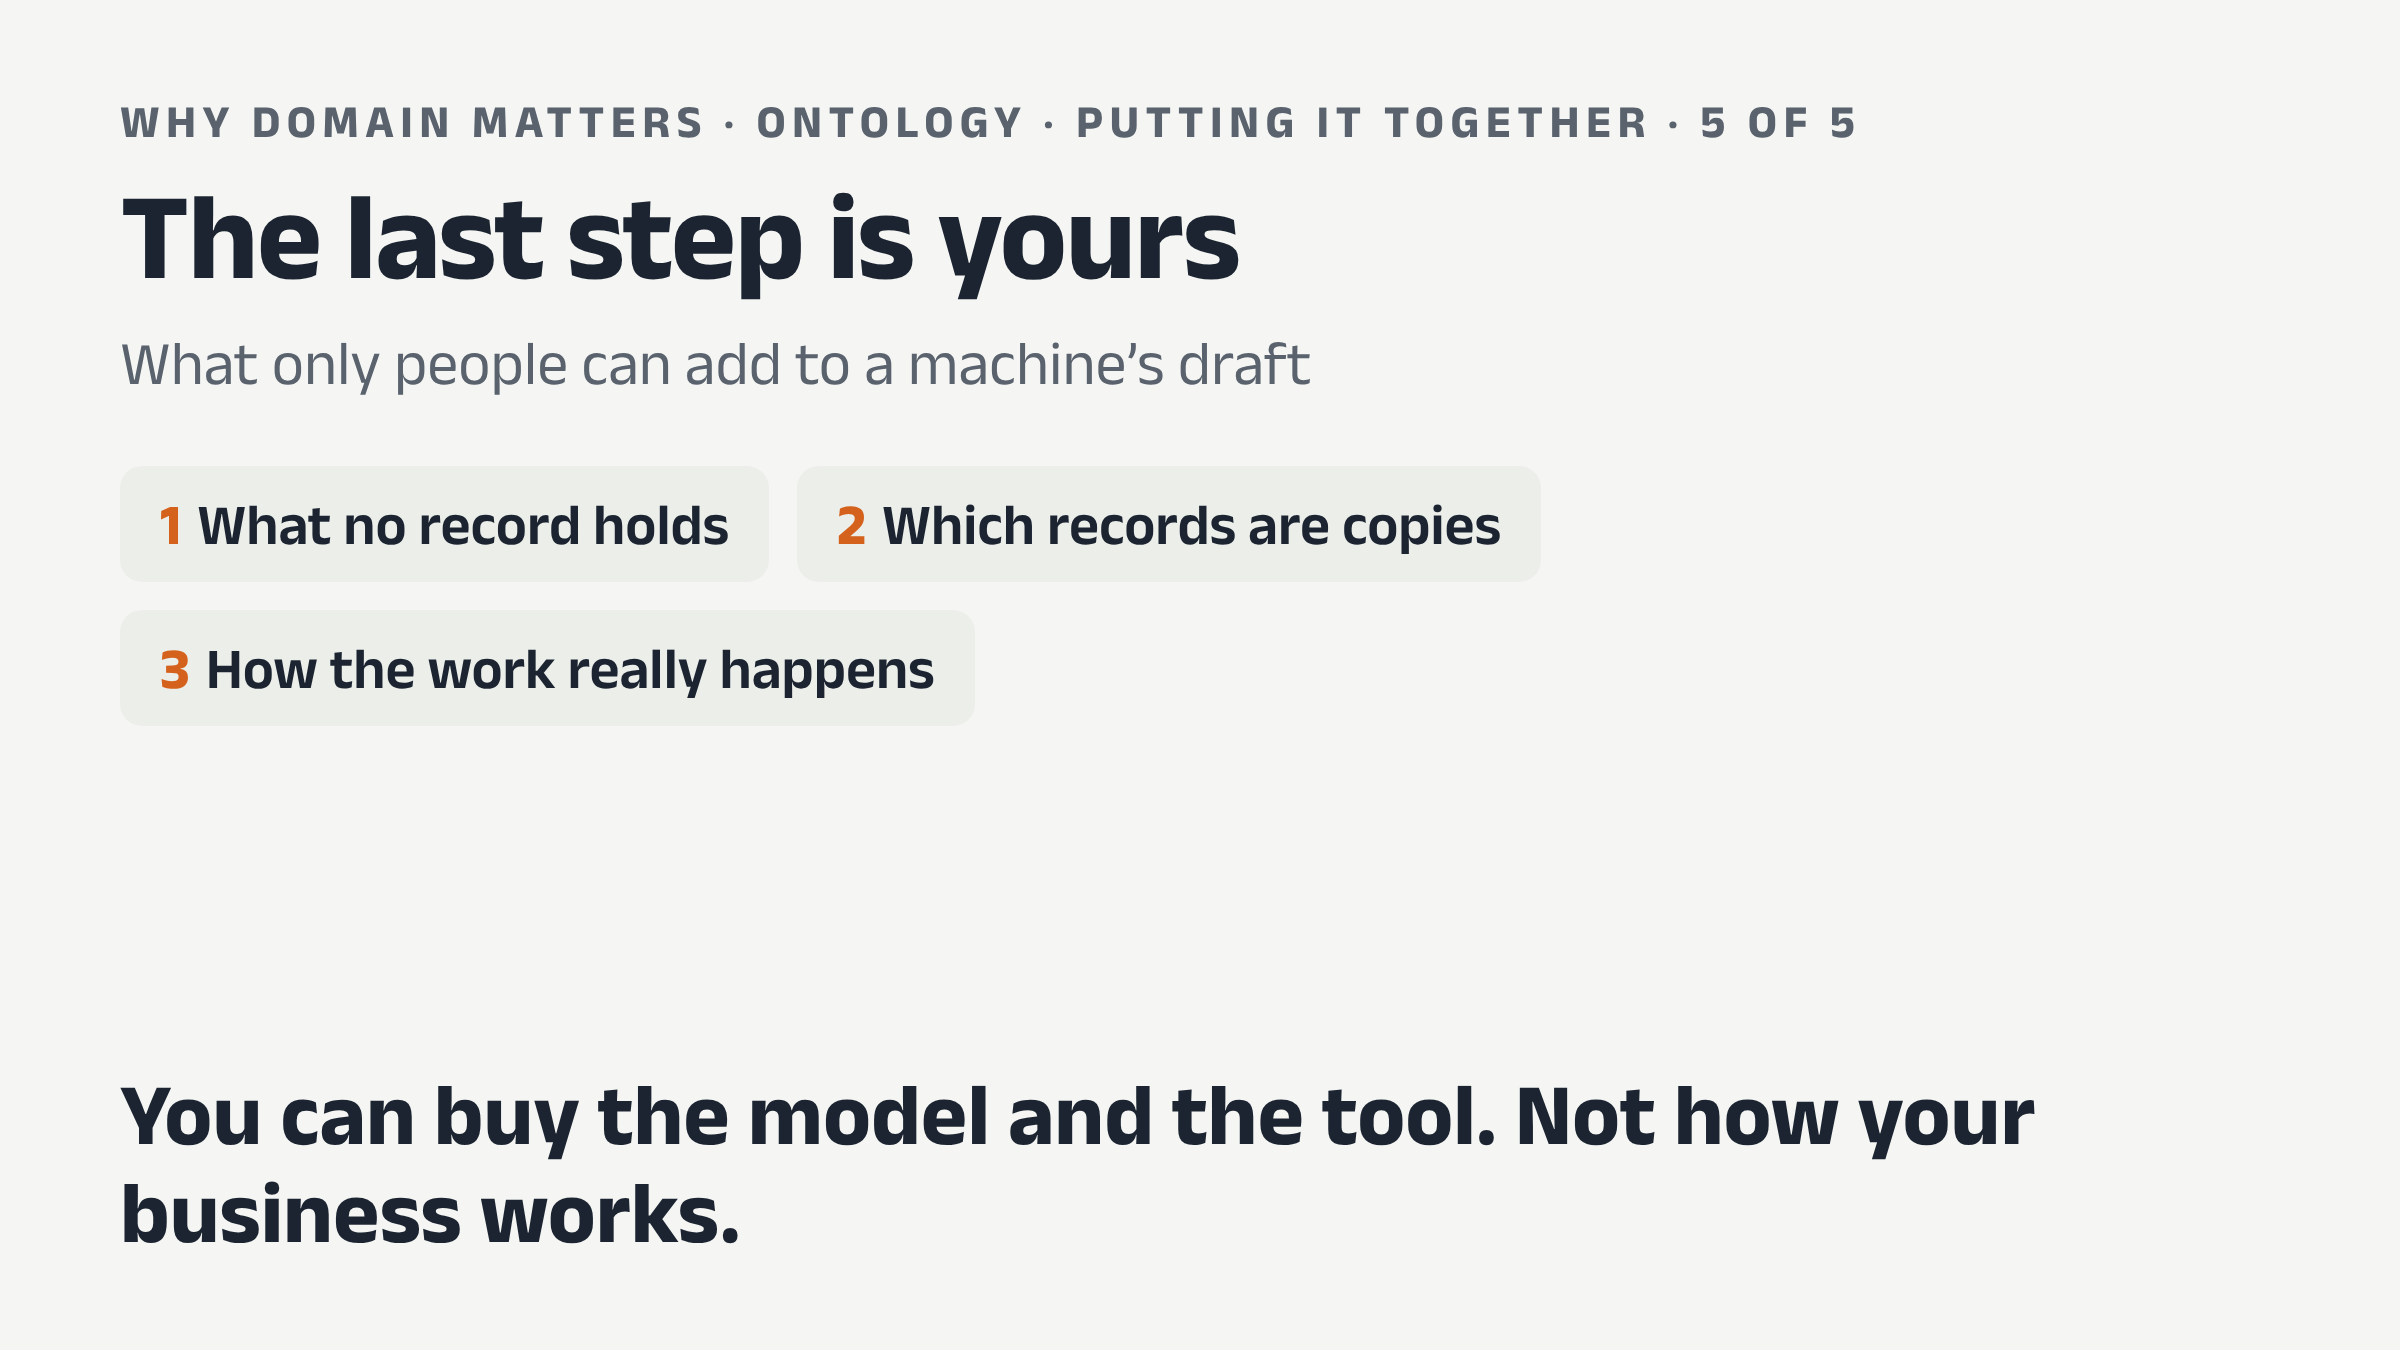 WHY DOMAIN MATTERS · ONTOLOGY · PUTTING IT TOGETHER · 5 OF 5
The last step is yours
What only people can add to a machine’s draft
1 What no record holds
2 Which records are copies
3 How the work really happens
You can buy the model and the tool. Not how your
business works.